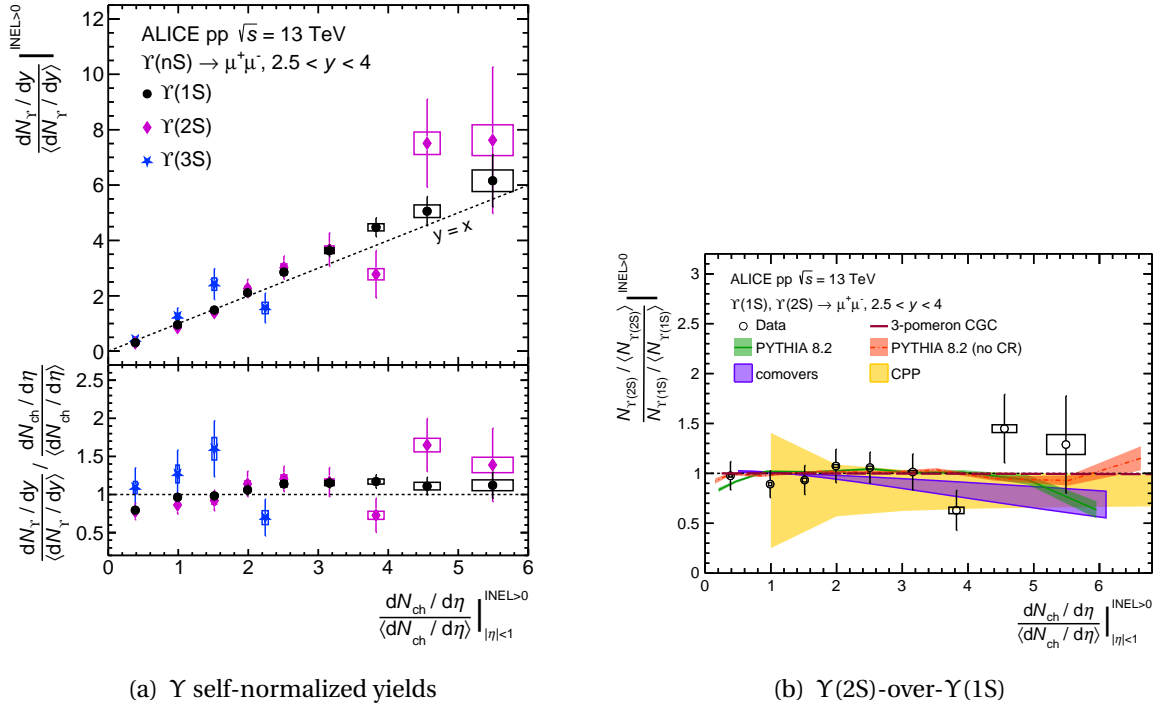 12
10
8
6
4
2
0
dN_Υ / dy
⟨dN_Υ / dy⟩
INEL>0
ALICE pp √s = 13 TeV
Υ(nS) → μ⁺μ⁻, 2.5 < y < 4
Υ(1S)
Υ(2S)
Υ(3S)
y = x
2.5
2
1.5
1
0.5
dN_Υ / dy / dN_ch / dη
⟨dN_Υ / dy⟩ ⟨dN_ch / dη⟩
0 1 2 3 4 5 6
dN_ch / dη INEL>0
⟨dN_ch / dη⟩ |η|<1
(a) Υ self-normalized yields
3
2.5
2
1.5
1
0.5
0
N_Υ(2S) / ⟨N_Υ(2S)⟩ INEL>0
N_Υ(1S) / ⟨N_Υ(1S)⟩
ALICE pp √s = 13 TeV
Υ(1S), Υ(2S) → μ⁺μ⁻, 2.5 < y < 4
Data 3-pomeron CGC
PYTHIA 8.2 PYTHIA 8.2 (no CR)
comovers CPP
0 1 2 3 4 5 6
dN_ch / dη INEL>0
⟨dN_ch / dη⟩ |η|<1
(b) Υ(2S)-over-Υ(1S)